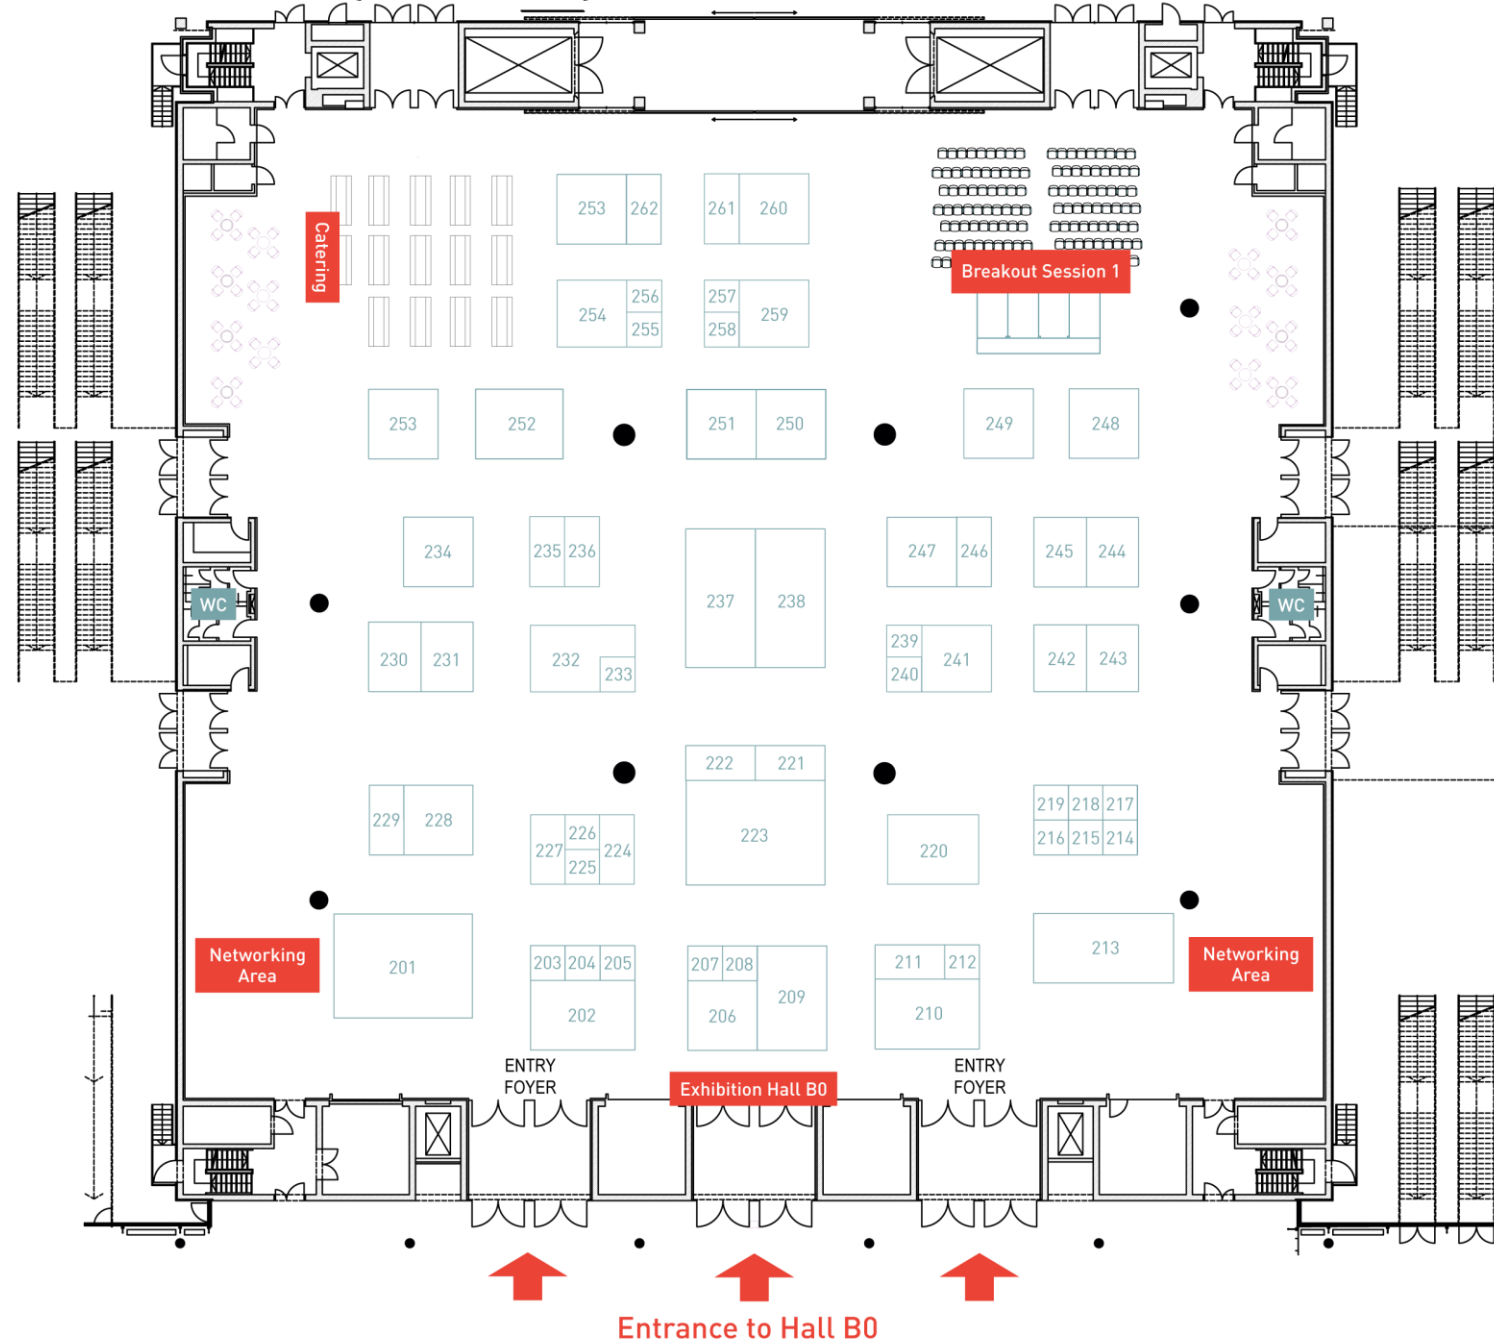 253 262 261 260
Catering
Breakout Session 1
256 257
254 259
255 258
253 252 251 250 249 248
234 235 236 247 246 245 244
237 238
WC WC
239
230 231 232 241 242 243
233 240
222 221
219 218 217
229 228 226
223
227 224 220
216 215 214
225
Networking
Area
201
203 204 205
207 208
211 212
213
Networking
Area
209
202 206 210
ENTRY
FOYER
Exhibition Hall B0
ENTRY
FOYER
Entrance to Hall B0